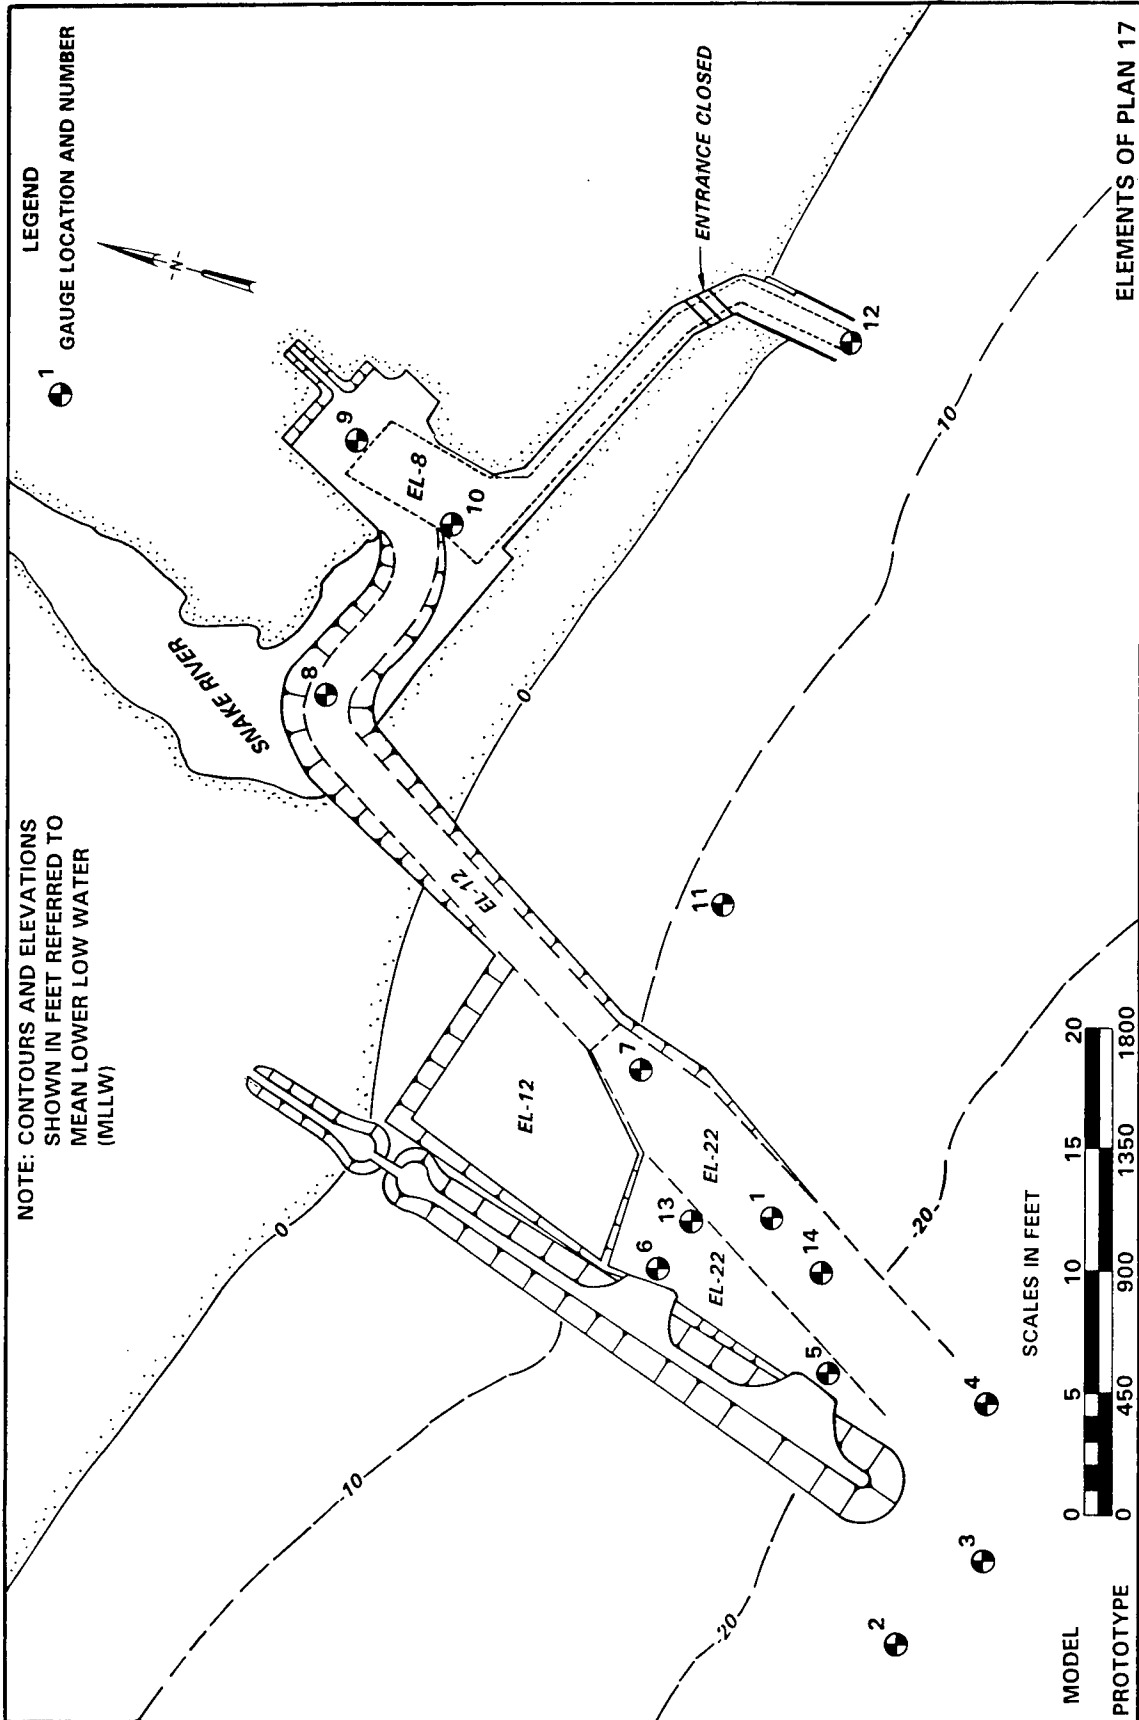 NOTE: CONTOURS AND ELEVATIONS
SHOWN IN FEET REFERRED TO
MEAN LOWER LOW WATER
(MLLW)
LEGEND
1
GAUGE LOCATION AND NUMBER
N
SNAKE RIVER
8
9
EL-8
10
ENTRANCE CLOSED
12
0
0
EL-12
EL-12
-10
-10
11
7
13
6
EL-22
EL-22
1
14
5
-20
-20
4
3
2
SCALES IN FEET
MODEL 0 5 10 15 20
PROTOTYPE 0 450 900 1350 1800
ELEMENTS OF PLAN 17